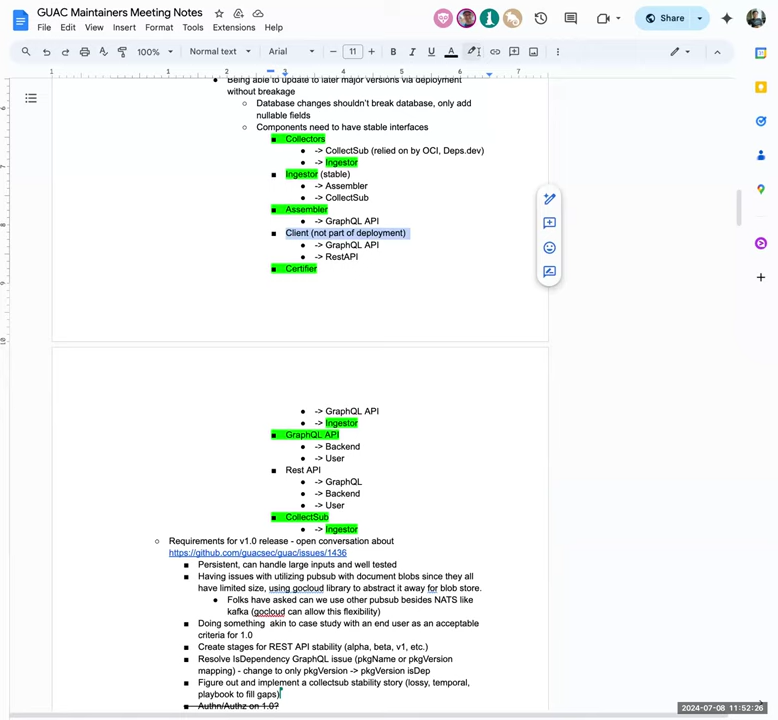 GUAC Maintainers Meeting Notes
File Edit View Insert Format Tools Extensions Help
Share
100% Normal text Arial 11
Being able to update to later major versions via deployment
without breakage
Database changes shouldn't break database, only add
nullable fields
Components need to have stable interfaces
Collectors
-> CollectSub (relied on by OCI, Deps.dev)
-> Ingestor
Ingestor (stable)
-> Assembler
-> CollectSub
Assembler
-> GraphQL API
Client (not part of deployment)
-> GraphQL API
-> RestAPI
Certifier
-> GraphQL API
-> Ingestor
GraphQL API
-> Backend
-> User
Rest API
-> GraphQL
-> Backend
-> User
CollectSub
-> Ingestor
Requirements for v1.0 release - open conversation about
https://github.com/guacsec/guac/issues/1436
Persistent, can handle large inputs and well tested
Having issues with utilizing pubsub with document blobs since they all
have limited size, using gocloud library to abstract it away for blob store.
Folks have asked can we use other pubsub besides NATS like
kafka (gocloud can allow this flexibility)
Doing something akin to case study with an end user as an acceptable
criteria for 1.0
Create stages for REST API stability (alpha, beta, v1, etc.)
Resolve IsDependency GraphQL issue (pkgName or pkgVersion
mapping) - change to only pkgVersion -> pkgVersion isDep
Figure out and implement a collectsub stability story (lossy, temporal,
playbook to fill gaps)
Authn/Authz on 1.0?
2024-07-08 11:52:26